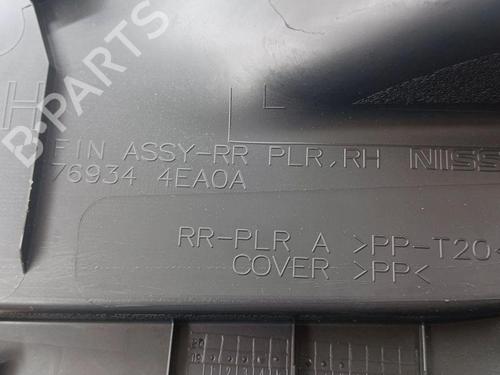 B-PARTS
H
L
FIN ASSY-RR PLR,RH NISS
76934 4EA0A
RR-PLR A >PP-T20<
COVER >PP<